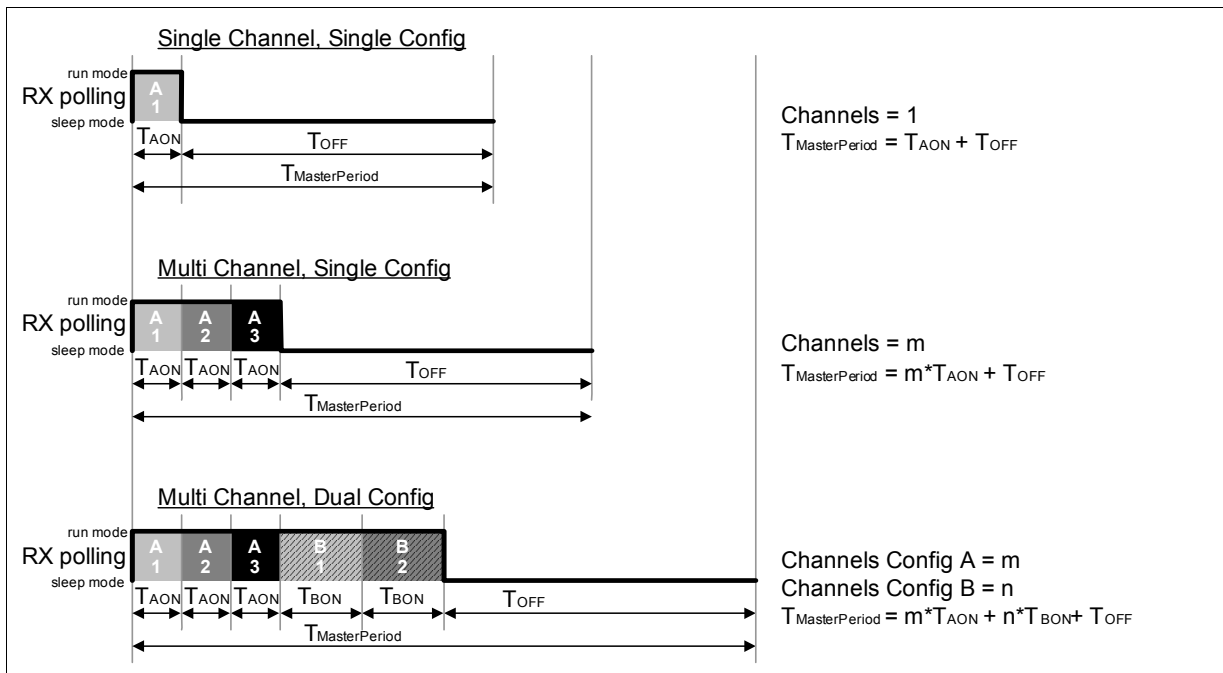 Single Channel, Single Config
run mode
RX polling
sleep mode
A
1
TAON
TOFF
TMasterPeriod
Channels = 1
TMasterPeriod = TAON + TOFF
Multi Channel, Single Config
run mode
RX polling
sleep mode
A A A
1 2 3
TAON TAON TAON TOFF
TMasterPeriod
Channels = m
TMasterPeriod = m*TAON + TOFF
Multi Channel, Dual Config
run mode
RX polling
sleep mode
A A A B B
1 2 3 1 2
TAON TAON TAON TBON TBON TOFF
TMasterPeriod
Channels Config A = m
Channels Config B = n
TMasterPeriod = m*TAON + n*TBON+ TOFF